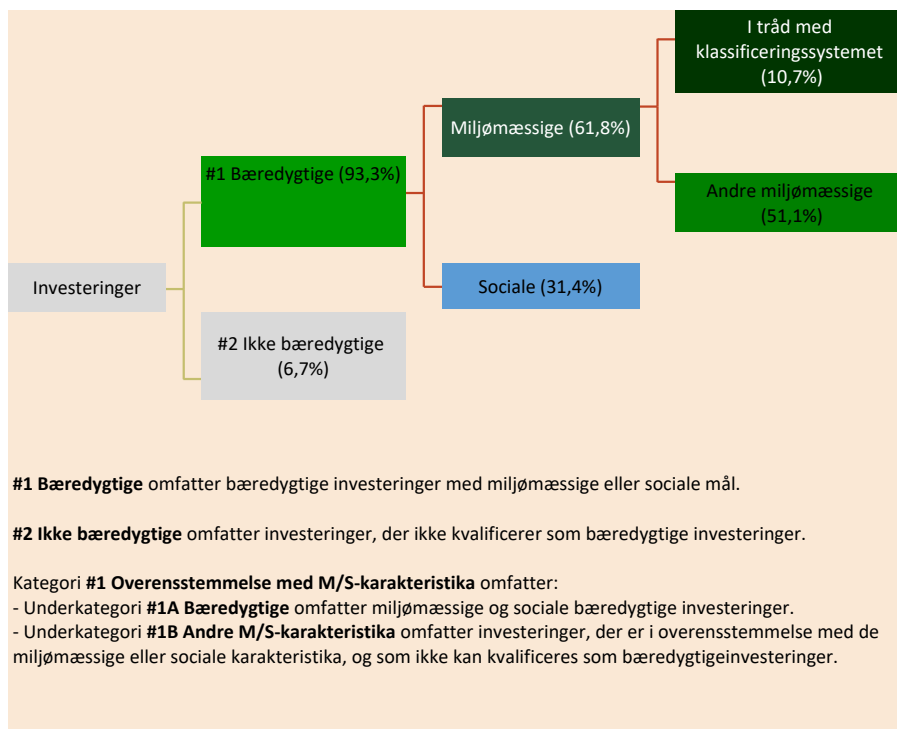 I tråd med
klassificeringssystemet
(10,7%)
Miljømæssige (61,8%)
#1 Bæredygtige (93,3%)
Andre miljømæssige
(51,1%)
Investeringer
Sociale (31,4%)
#2 Ikke bæredygtige
(6,7%)
#1 Bæredygtige omfatter bæredygtige investeringer med miljømæssige eller sociale mål.
#2 Ikke bæredygtige omfatter investeringer, der ikke kvalificerer som bæredygtige investeringer.
Kategori #1 Overensstemmelse med M/S-karakteristika omfatter:
- Underkategori #1A Bæredygtige omfatter miljømæssige og sociale bæredygtige investeringer.
- Underkategori #1B Andre M/S-karakteristika omfatter investeringer, der er i overensstemmelse med de
miljømæssige eller sociale karakteristika, og som ikke kan kvalificeres som bæredygtigeinvesteringer.